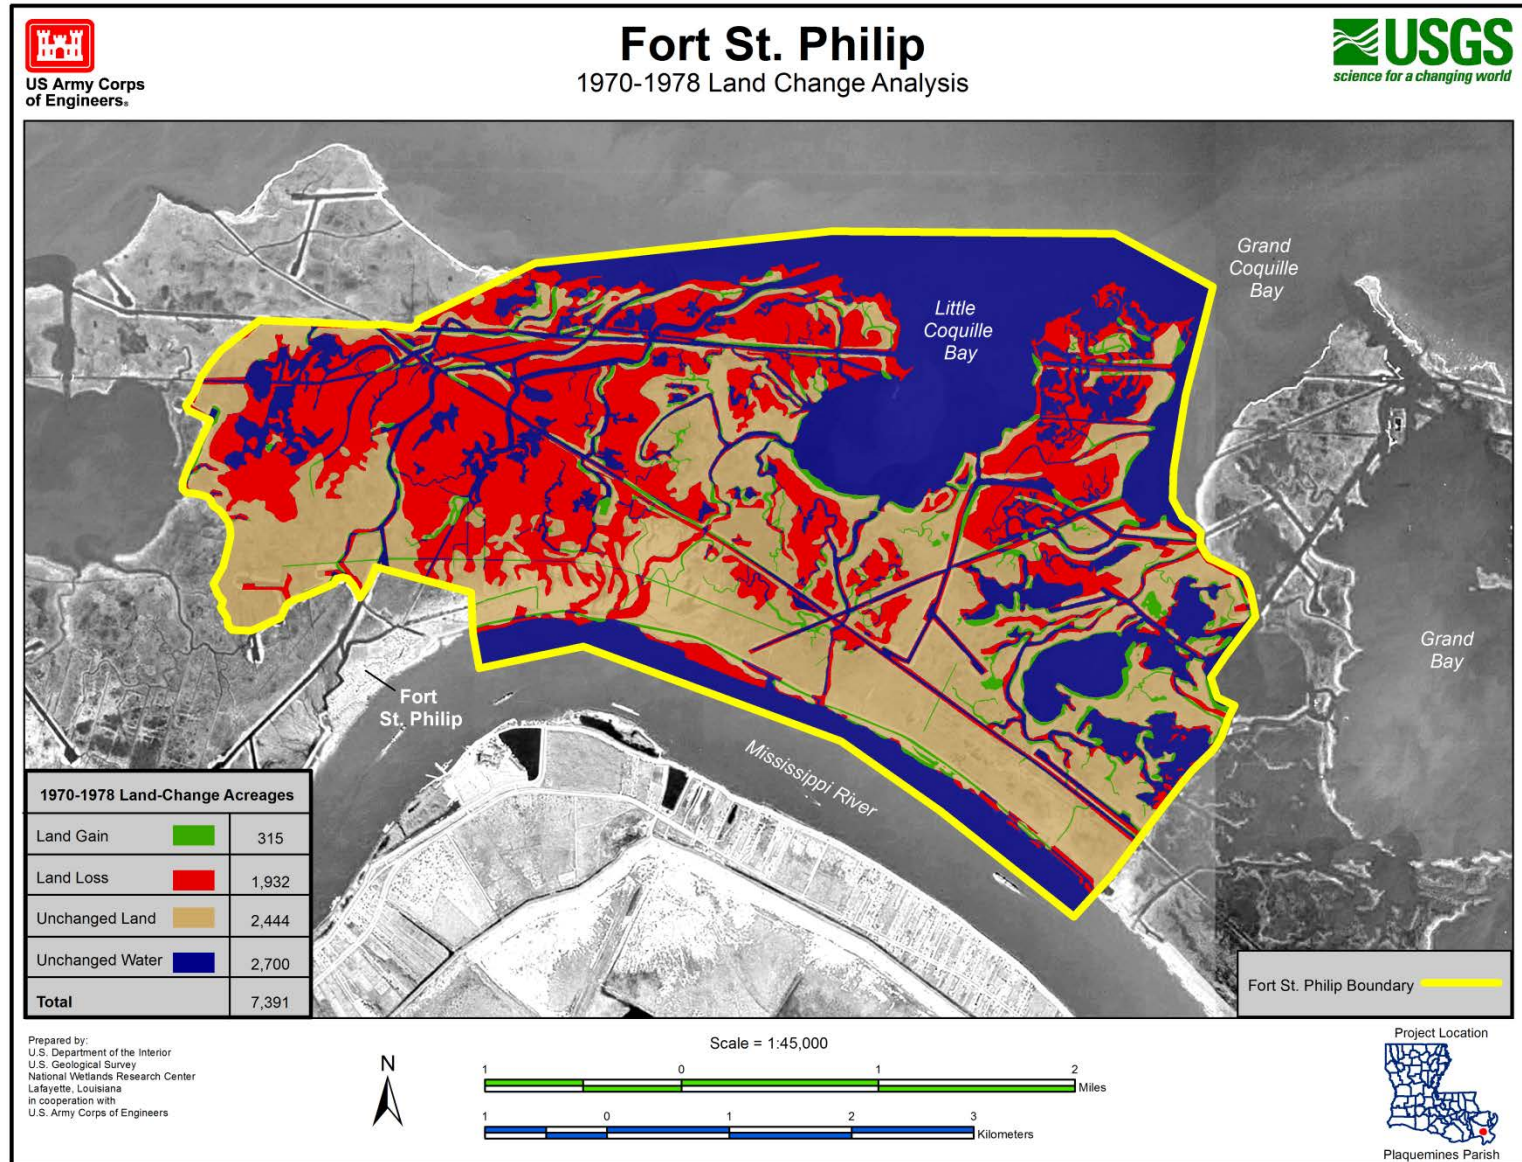 US Army Corps
of Engineers®
Fort St. Philip
1970-1978 Land Change Analysis
USGS
science for a changing world
Grand
Coquille
Bay
Little
Coquille
Bay
Grand
Bay
Fort
St. Philip
Mississippi River
1970-1978 Land-Change Acreages
Land Gain 315
Land Loss 1,932
Unchanged Land 2,444
Unchanged Water 2,700
Total 7,391
Fort St. Philip Boundary
Prepared by:
U.S. Department of the Interior
U.S. Geological Survey
National Wetlands Research Center
Lafayette, Louisiana
in cooperation with
U.S. Army Corps of Engineers
N
Scale = 1:45,000
1 0 1 2
Miles
1 0 1 2 3
Kilometers
Project Location
Plaquemines Parish